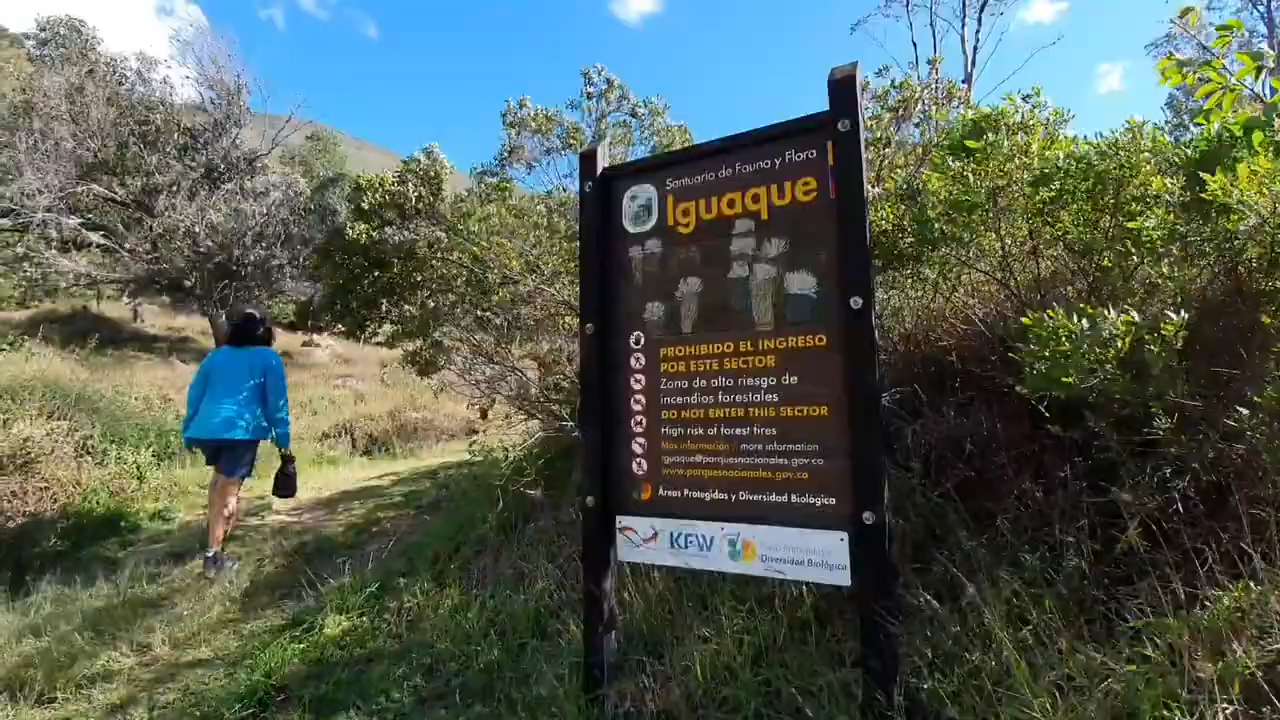 Santuario de Fauna y Flora
Iguaque
PROHIBIDO EL INGRESO
POR ESTE SECTOR
Zona de alto riesgo de
incendios forestales
DO NOT ENTER THIS SECTOR
High risk of forest fires
Más información / more information
iguaque@parquesnacionales.gov.co
www.parquesnacionales.gov.co
Áreas Protegidas y Diversidad Biológica
KFW
Diversidad Biológica